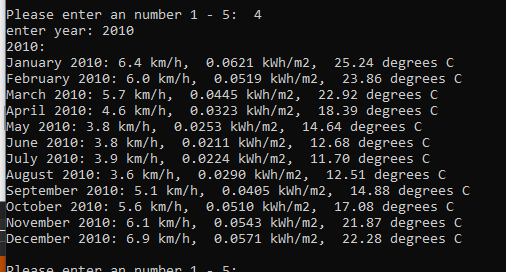 Please enter an number 1 - 5:  4
enter year: 2010
2010:
January 2010: 6.4 km/h,  0.0621 kWh/m2,  25.24 degrees C
February 2010: 6.0 km/h,  0.0519 kWh/m2,  23.86 degrees C
March 2010: 5.7 km/h,  0.0445 kWh/m2,  22.92 degrees C
April 2010: 4.6 km/h,  0.0323 kWh/m2,  18.39 degrees C
May 2010: 3.8 km/h,  0.0253 kWh/m2,  14.64 degrees C
June 2010: 3.8 km/h,  0.0211 kWh/m2,  12.68 degrees C
July 2010: 3.9 km/h,  0.0224 kWh/m2,  11.70 degrees C
August 2010: 3.6 km/h,  0.0290 kWh/m2,  12.51 degrees C
September 2010: 5.1 km/h,  0.0405 kWh/m2,  14.88 degrees C
October 2010: 5.6 km/h,  0.0510 kWh/m2,  17.08 degrees C
November 2010: 6.1 km/h,  0.0543 kWh/m2,  21.87 degrees C
December 2010: 6.9 km/h,  0.0571 kWh/m2,  22.28 degrees C
Please enter an number 1 - 5: